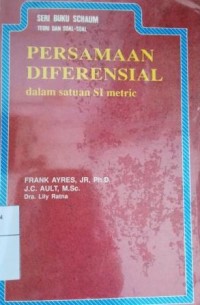 SERI BUKU SCHAUM
TEORI DAN SOAL-SOAL
PERSAMAAN
DIFERENSIAL
dalam satuan SI metric
FRANK AYRES, JR, Ph.D.
J.C. AULT, M.Sc.
Dra. Lily Ratna